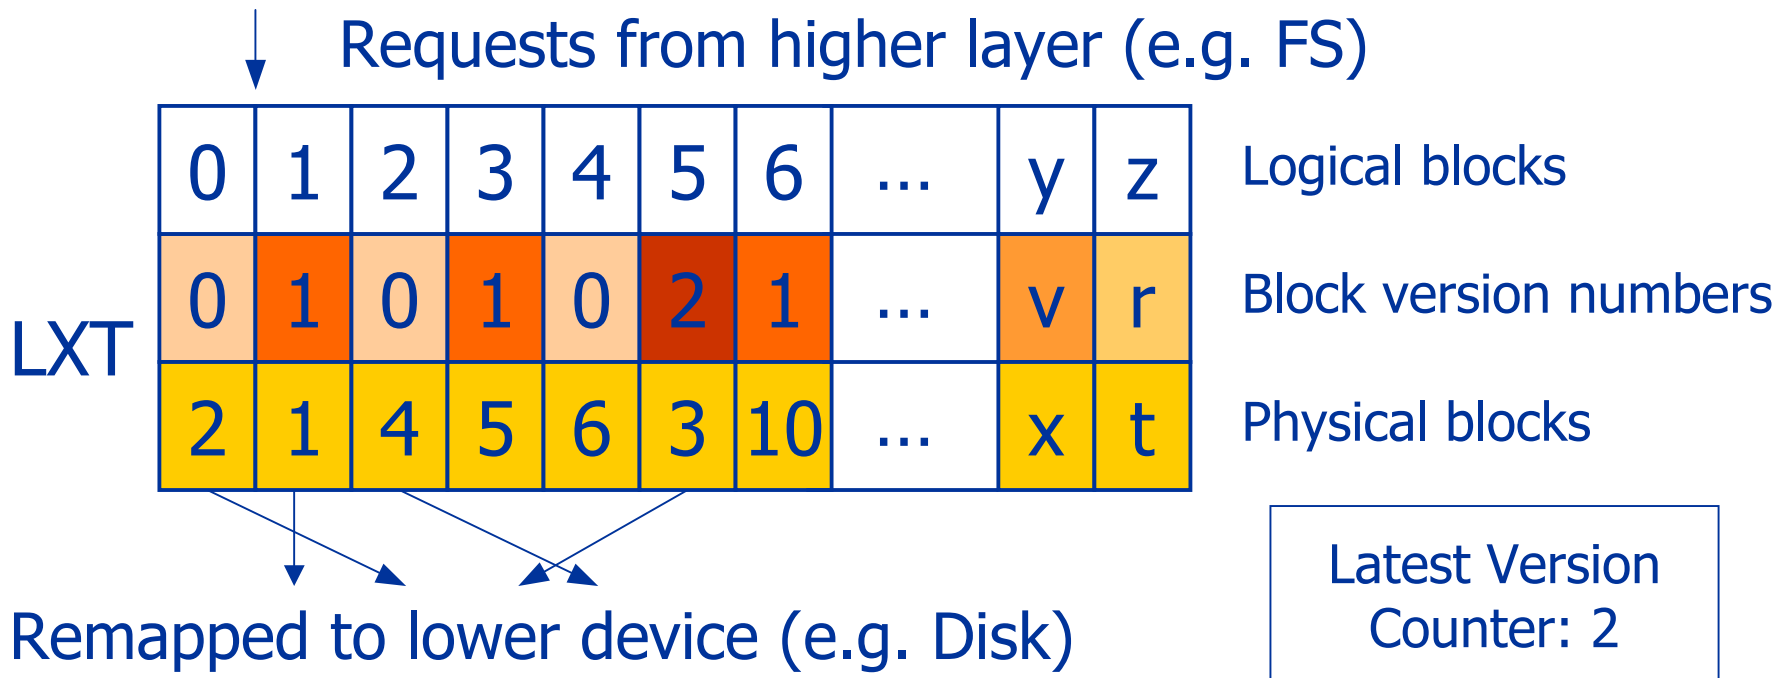 Requests from higher layer (e.g. FS)
0 1 2 3 4 5 6 ... y z Logical blocks
0 1 0 1 0 2 1 ... v r Block version numbers
LXT
2 1 4 5 6 3 10 ... x t Physical blocks
Latest Version
Counter: 2
Remapped to lower device (e.g. Disk)